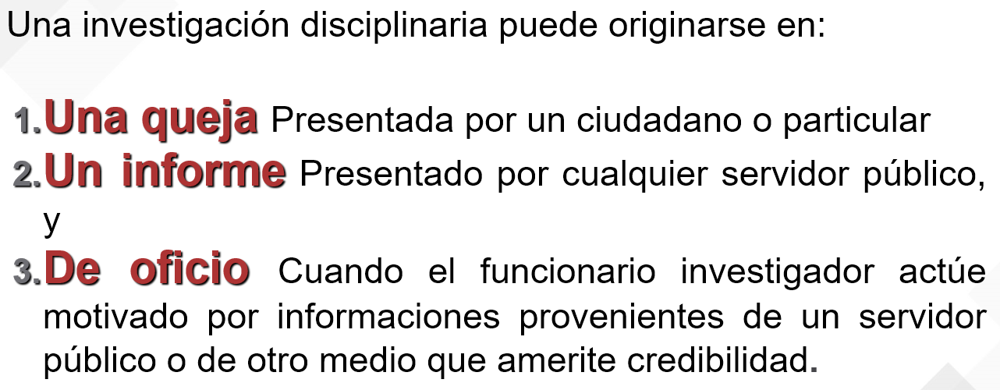 Una investigación disciplinaria puede originarse en:
1.Una queja Presentada por un ciudadano o particular
2.Un informe Presentado por cualquier servidor público,
y
3.De oficio Cuando el funcionario investigador actúe
motivado por informaciones provenientes de un servidor
público o de otro medio que amerite credibilidad.